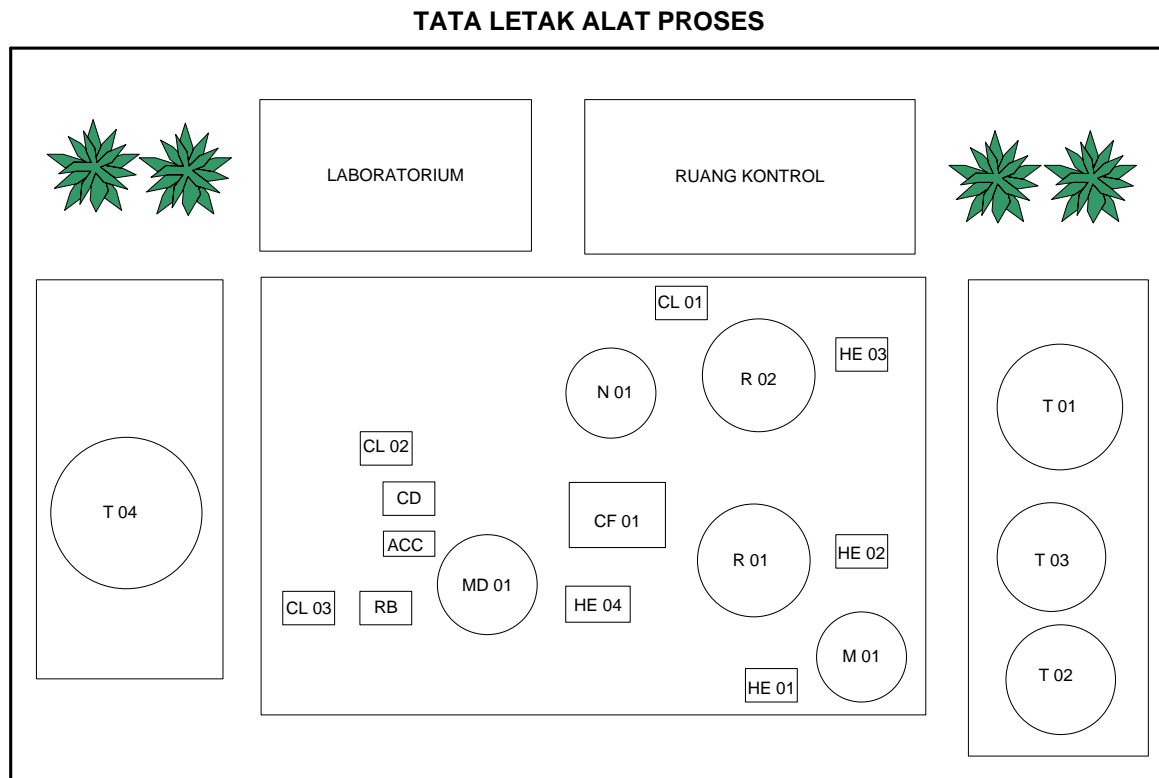 TATA LETAK ALAT PROSES
LABORATORIUM
RUANG KONTROL
CL 01
HE 03
R 02
N 01
T 01
CL 02
CD
T 04
CF 01
ACC
HE 02
R 01
T 03
MD 01
CL 03
RB
HE 04
M 01
T 02
HE 01